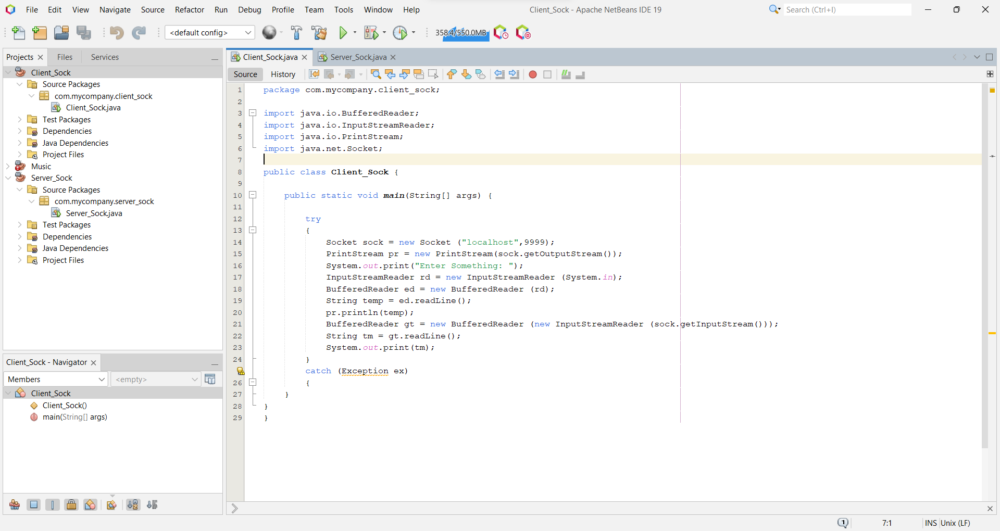 File Edit View Navigate Source Refactor Run Debug Profile Team Tools Window Help
Client_Sock - Apache NetBeans IDE 19
Search (Ctrl+I)
<default config>
358.4/550.0MB
Projects Files Services
Client_Sock
Source Packages
com.mycompany.client_sock
Client_Sock.java
Test Packages
Dependencies
Java Dependencies
Project Files
Music
Server_Sock
Source Packages
com.mycompany.server_sock
Server_Sock.java
Test Packages
Dependencies
Java Dependencies
Project Files
Client_Sock - Navigator
Members <empty>
Client_Sock
Client_Sock()
main(String[] args)
Client_Sock.java Server_Sock.java
Source History
1 package com.mycompany.client_sock;
2
3 import java.io.BufferedReader;
4 import java.io.InputStreamReader;
5 import java.io.PrintStream;
6 import java.net.Socket;
7
8 public class Client_Sock {
9
10 public static void main(String[] args) {
11
12 try
13 {
14 Socket sock = new Socket ("localhost",9999);
15 PrintStream pr = new PrintStream(sock.getOutputStream());
16 System.out.print("Enter Something: ");
17 InputStreamReader rd = new InputStreamReader (System.in);
18 BufferedReader ed = new BufferedReader (rd);
19 String temp = ed.readLine();
20 pr.println(temp);
21 BufferedReader gt = new BufferedReader (new InputStreamReader (sock.getInputStream()));
22 String tm = gt.readLine();
23 System.out.print(tm);
24 }
catch (Exception ex)
26 {
27 }
28 }
29 }
1
7:1
INS Unix (LF)